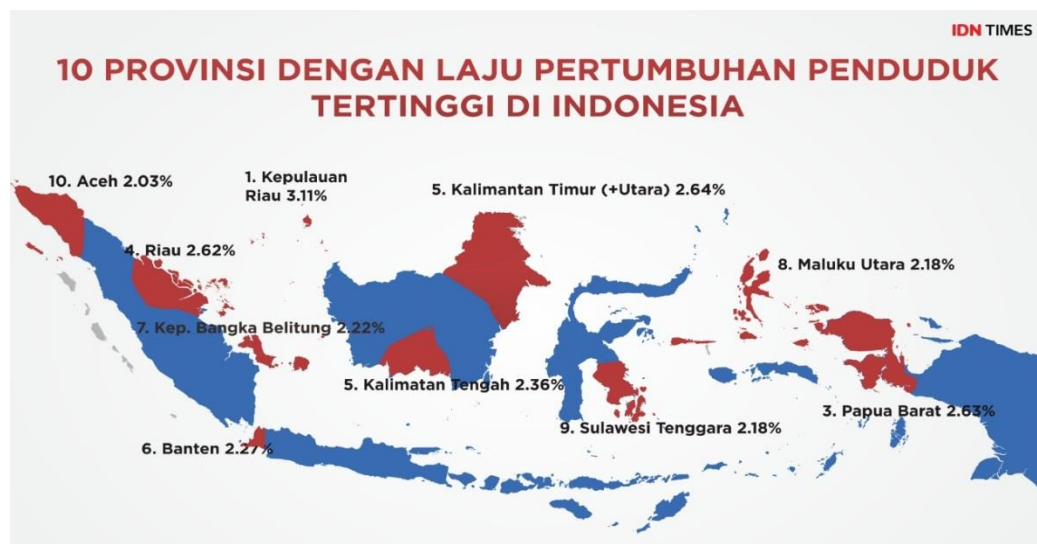 IDN TIMES
10 PROVINSI DENGAN LAJU PERTUMBUHAN PENDUDUK
TERTINGGI DI INDONESIA
10. Aceh 2.03%
1. Kepulauan
Riau 3.11%
5. Kalimantan Timur (+Utara) 2.64%
4. Riau 2.62%
8. Maluku Utara 2.18%
7. Kep. Bangka Belitung 2.22%
5. Kalimatan Tengah 2.36%
3. Papua Barat 2.63%
9. Sulawesi Tenggara 2.18%
6. Banten 2.27%